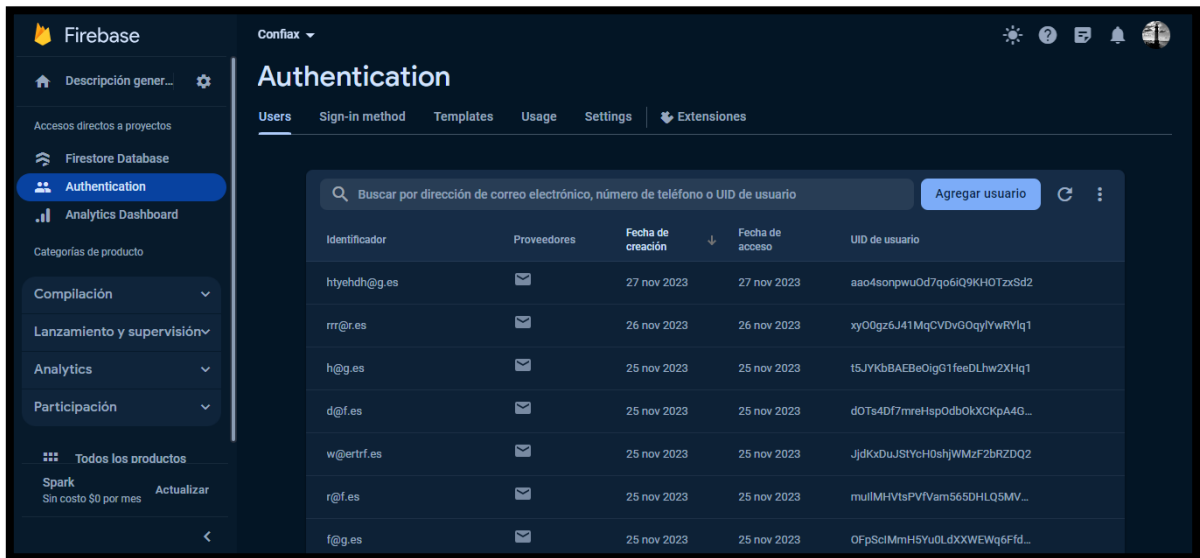 Firebase
Descripción gener...
Accesos directos a proyectos
Firestore Database
Authentication
Analytics Dashboard
Categorías de producto
Compilación
Lanzamiento y supervisión
Analytics
Participación
Todos los productos
Spark
Sin costo $0 por mes
Actualizar
Confiax
Authentication
Users Sign-in method Templates Usage Settings Extensiones
Buscar por dirección de correo electrónico, número de teléfono o UID de usuario
Agregar usuario
Identificador Proveedores Fecha de creación Fecha de acceso UID de usuario
htyehdh@g.es 27 nov 2023 27 nov 2023 aao4sonpwuOd7qo6iQ9KHOTzxSd2
rrr@r.es 26 nov 2023 26 nov 2023 xyO0gz6J41MqCVDvGOqylYwRYlq1
h@g.es 25 nov 2023 25 nov 2023 t5JYKbBAEBeOigG1feeDLhw2XHq1
d@f.es 25 nov 2023 25 nov 2023 dOTs4Df7mreHspOdbOkXCKpA4G...
w@ertrf.es 25 nov 2023 25 nov 2023 JjdKxDuJStYcH0shjWMzF2bRZDQ2
r@f.es 25 nov 2023 25 nov 2023 muIlMHVtsPVfVam565DHLQ5MV...
f@g.es 25 nov 2023 25 nov 2023 OFpScIMmH5Yu0LdXXWEWq6Ffd...